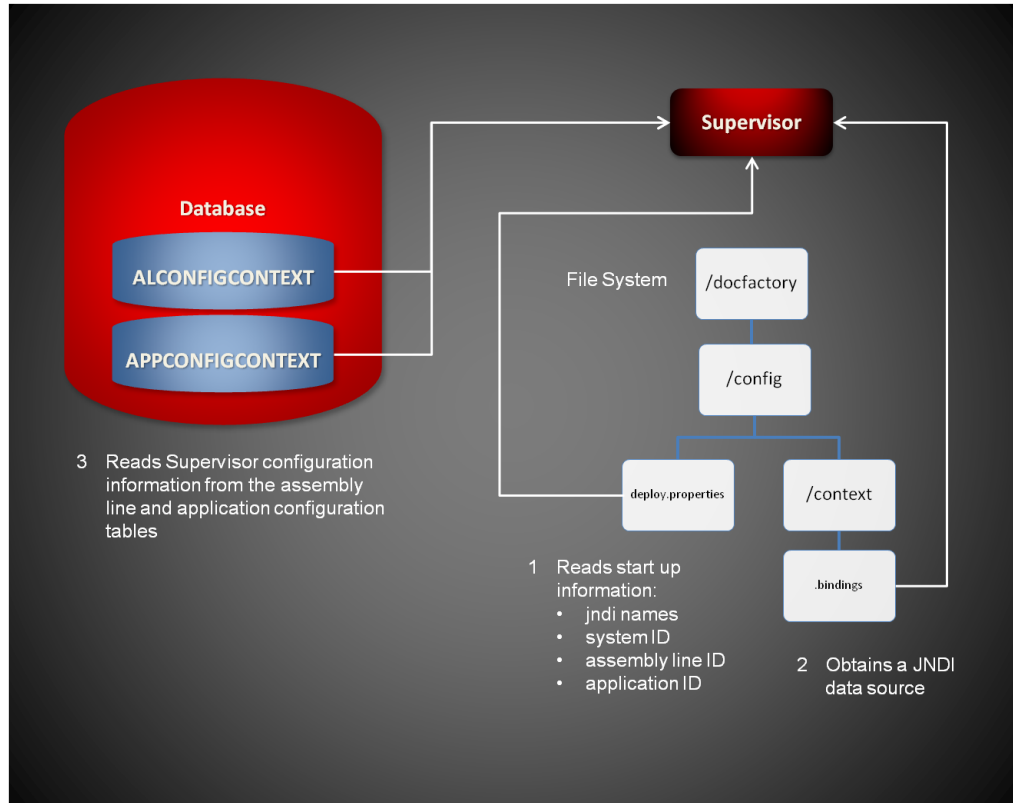 Supervisor
Database
ALCONFIGCONTEXT
APPCONFIGCONTEXT
File System
/docfactory
/config
deploy.properties
/context
.bindings
3 Reads Supervisor configuration
information from the assembly
line and application configuration
tables
1 Reads start up
information:
• jndi names
• system ID
• assembly line ID
• application ID
2 Obtains a JNDI
data source